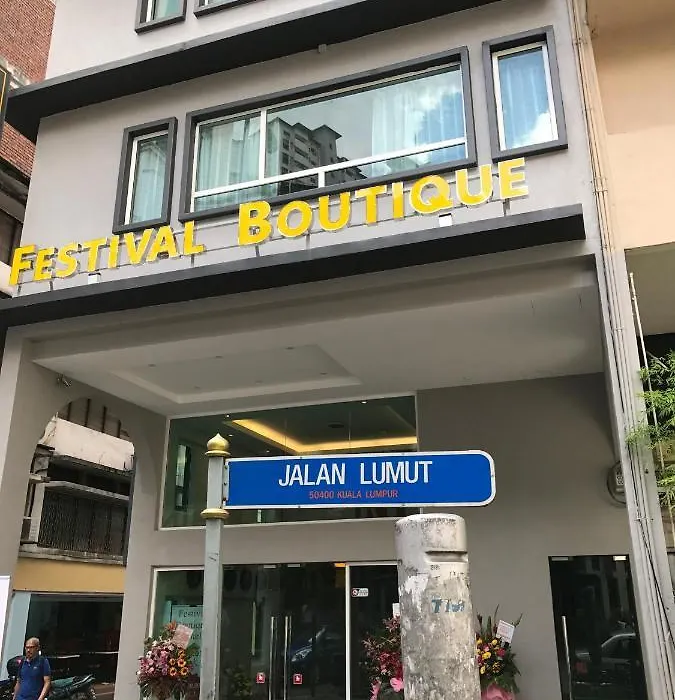 FESTIVAL BOUTIQUE
JALAN LUMUT
50400 KUALA LUMPUR